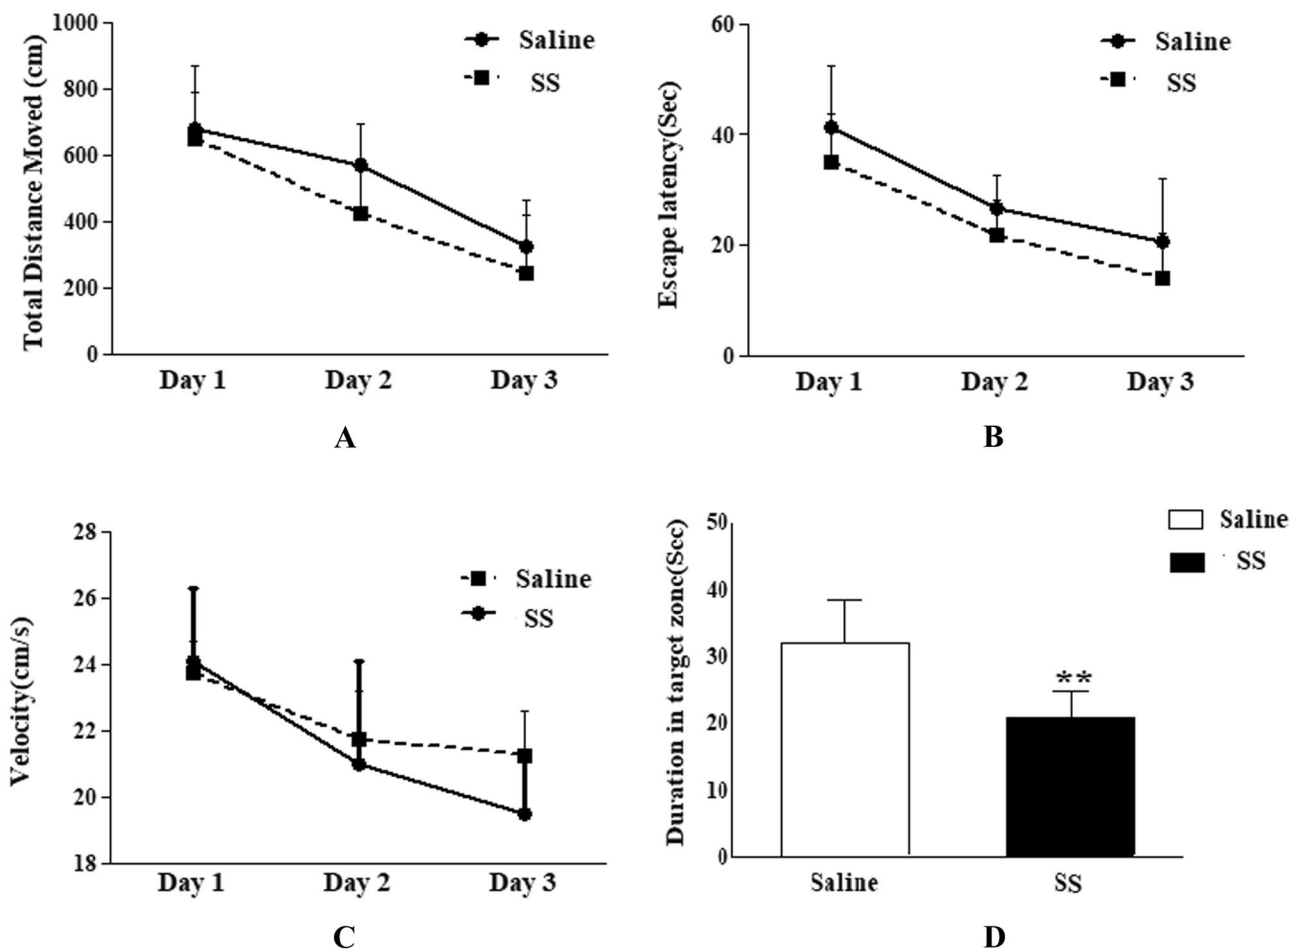 1000
800
600
400
200
0
Total Distance Moved (cm)
Saline
SS
Day 1 Day 2 Day 3
A
60
40
20
0
Escape latency(Sec)
Saline
SS
Day 1 Day 2 Day 3
B
28
26
24
22
20
18
Velocity(cm/s)
Saline
SS
Day 1 Day 2 Day 3
C
50
40
30
20
10
0
Duration in target zone(Sec)
Saline
SS
**
Saline SS
D